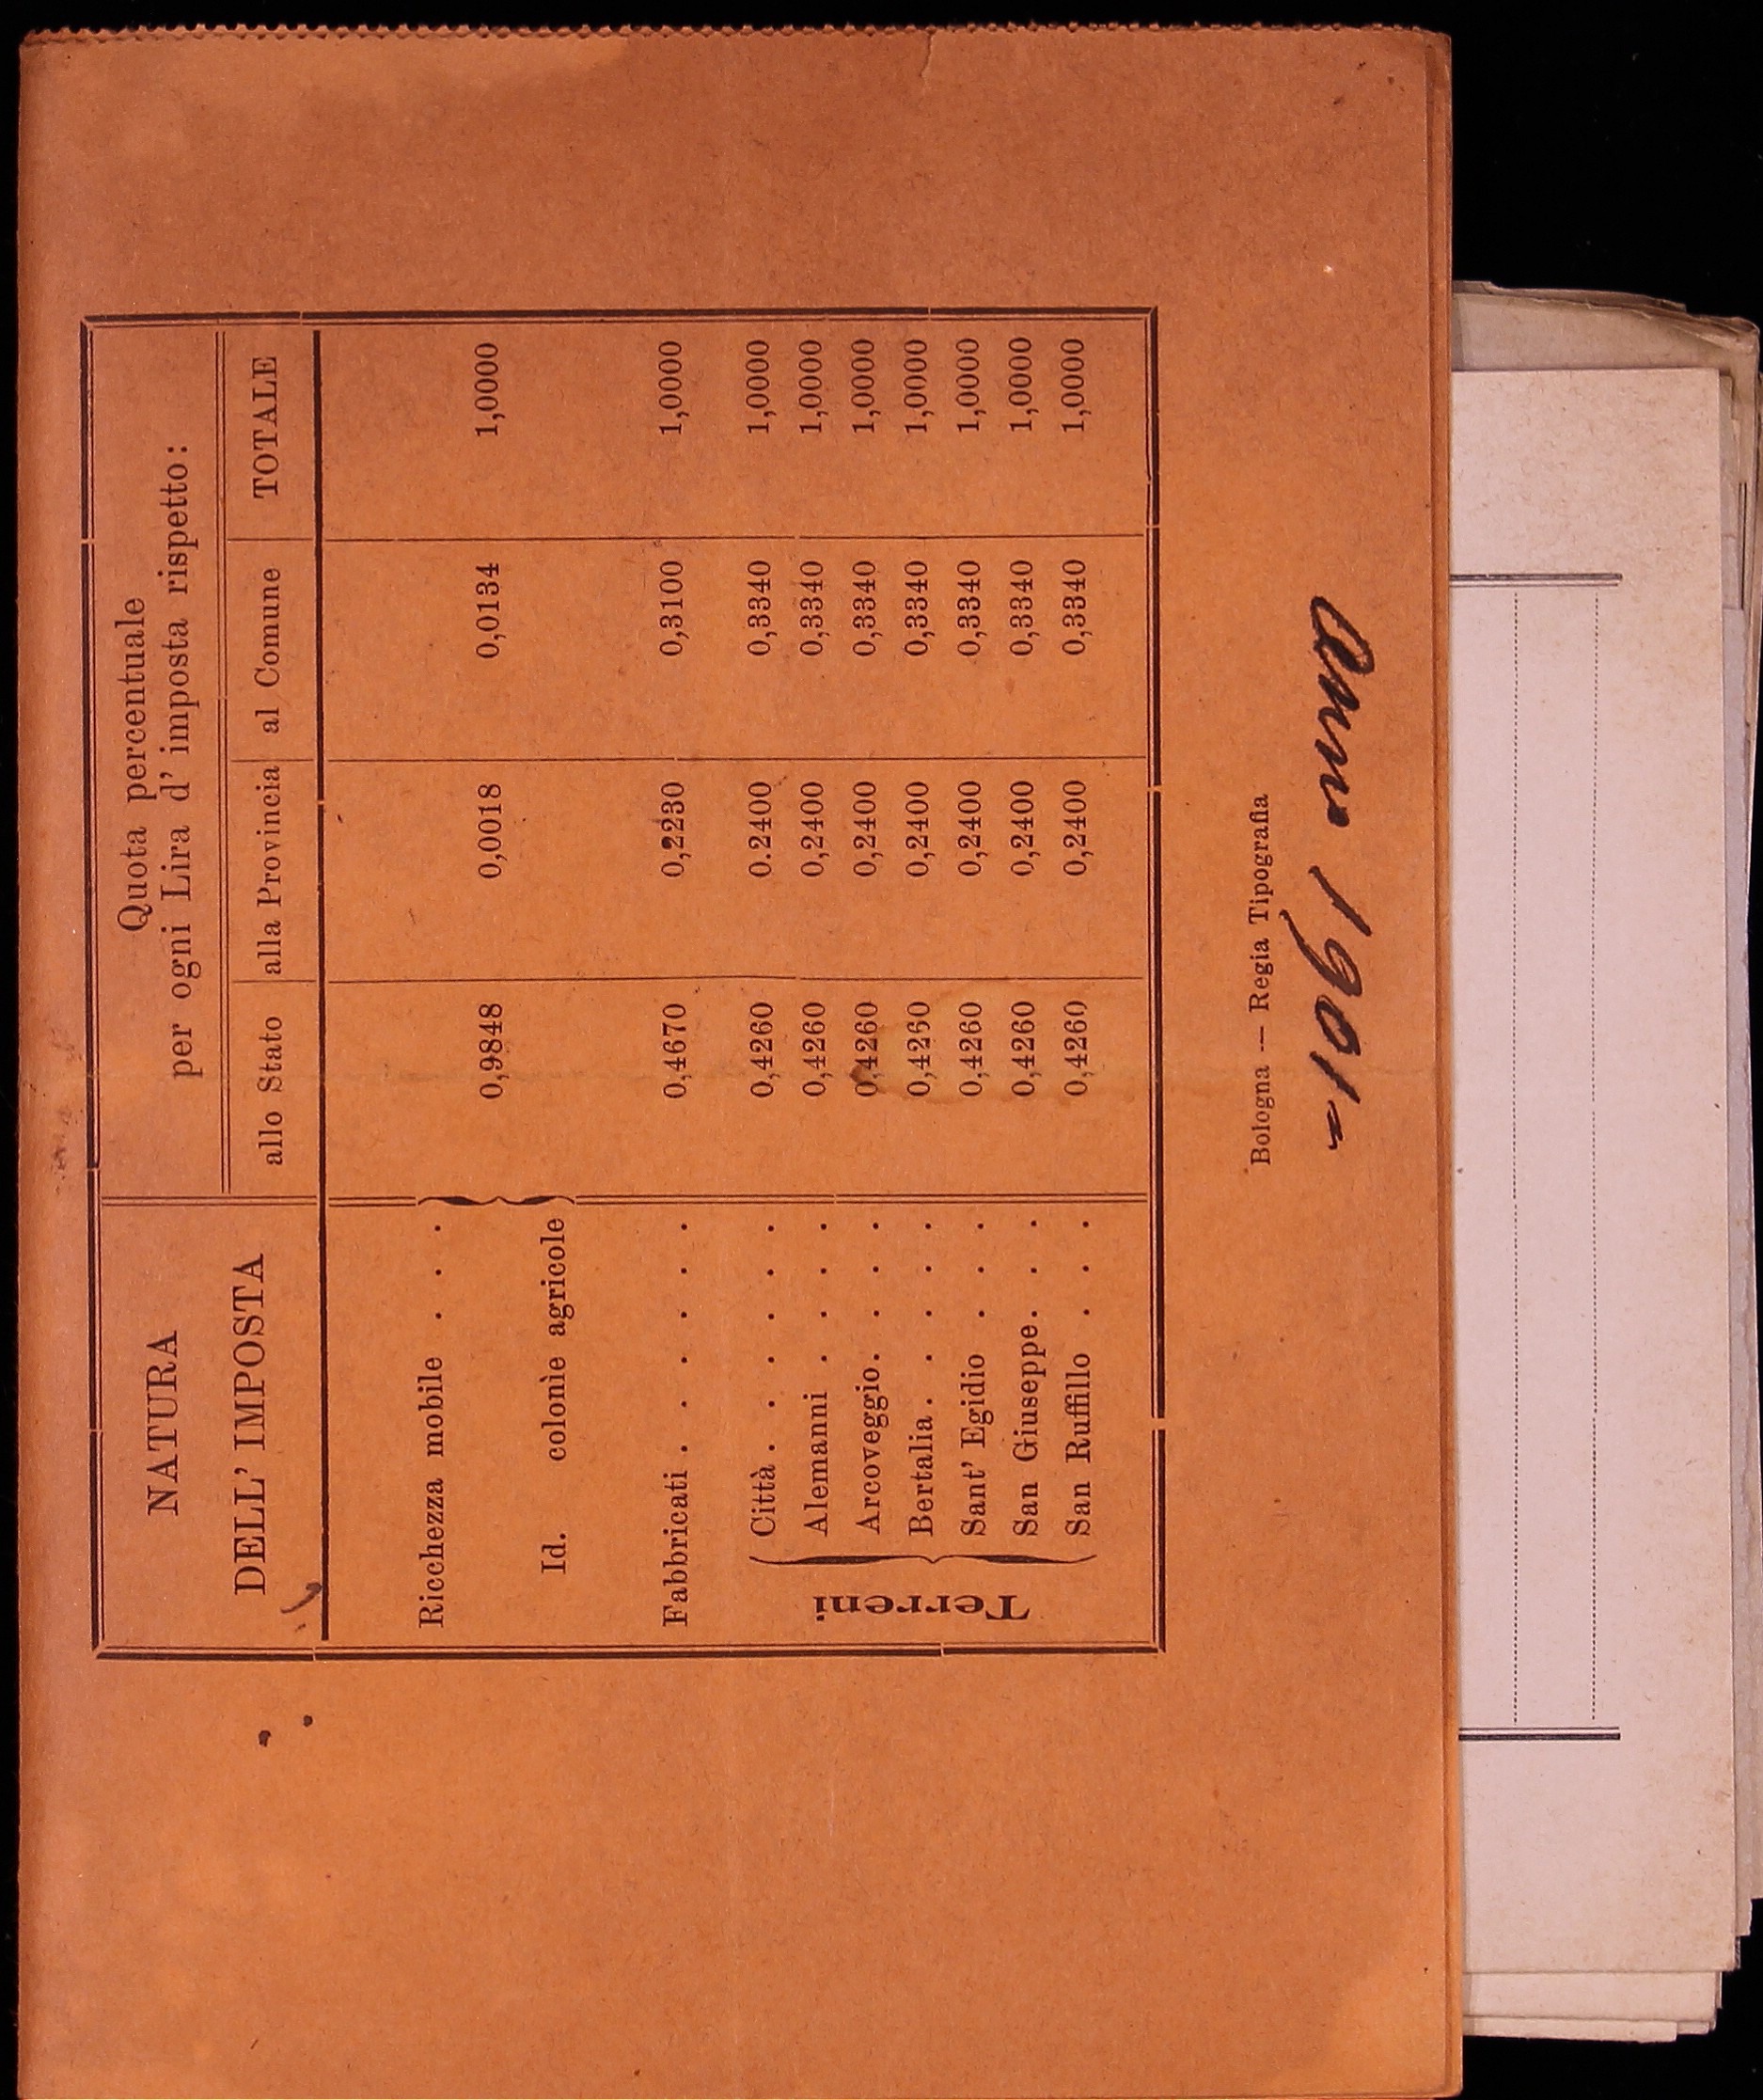 NATURA
DELL' IMPOSTA
Quota percentuale
per ogni Lira d' imposta rispetto:
allo Stato alla Provincia al Comune TOTALE
Ricchezza mobile . . .
Id. colonìe agricole
0,9848 0,0018 0,0134 1,0000
Fabbricati . . . . . . 0,4670 0,2230 0,3100 1,0000
Terreni
Città . . . . . . 0,4260 0.2400 0,3340 1,0000
Alemanni . . . . 0,4260 0,2400 0,3340 1,0000
Arcoveggio . . . . 0,4260 0,2400 0,3340 1,0000
Bertalia . . . . . 0,4260 0,2400 0,3340 1,0000
Sant' Egidio . . . 0,4260 0,2400 0,3340 1,0000
San Giuseppe . . . 0,4260 0,2400 0,3340 1,0000
San Ruffillo . . . 0,4260 0,2400 0,3340 1,0000
Bologna — Regia Tipografia
Anno 1901=